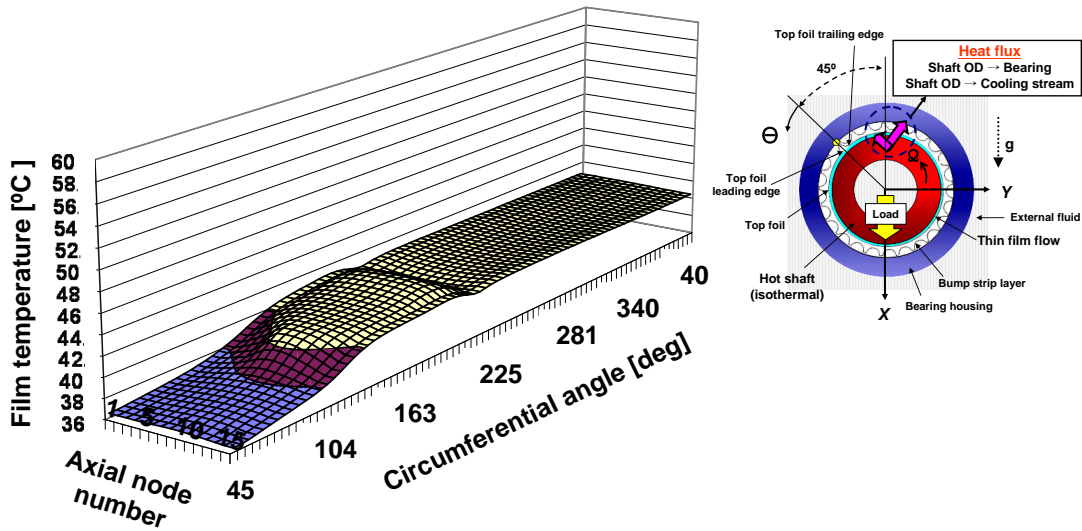 Film temperature [ºC]
60
58
56
54
52
50
48
46
44
42
40
38
36
1
5
10
15
Axial node
number
45
104
163
225
281
340
40
Circumferential angle [deg]
Top foil trailing edge
Heat flux
Shaft OD → Bearing
Shaft OD → Cooling stream
45º
Θ
g
Ω
Top foil
leading edge
Y
Load
External fluid
Top foil
Thin film flow
Hot shaft
(isothermal)
Bump strip layer
Bearing housing
X